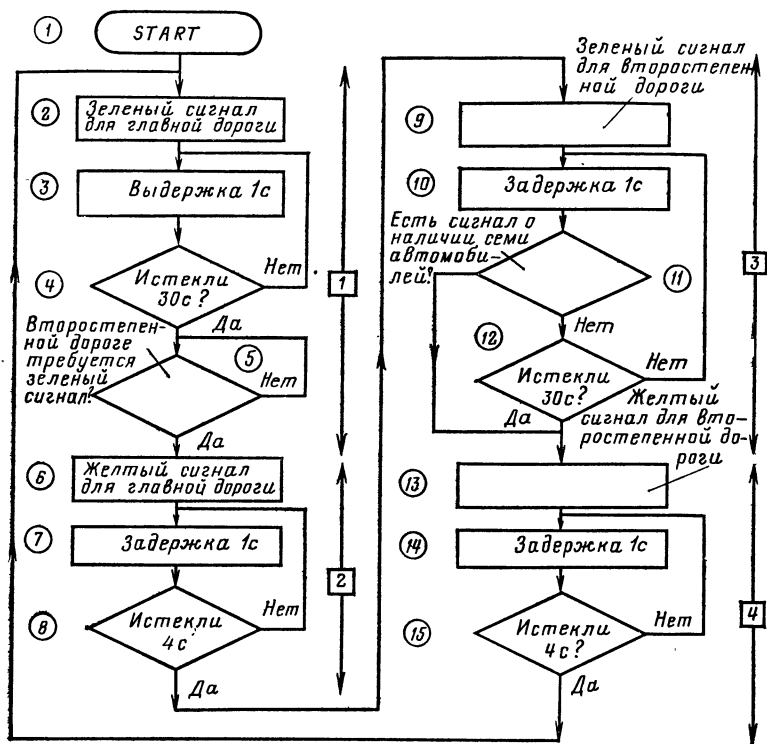 1
START
2
Зеленый сигнал
для главной дороги
3
Выдержка 1с
4
Истекли
30с?
Нет
Да
1
Второстепен-
ной дороге
требуется
зеленый
сигнал?
5
Нет
Да
6
Желтый сигнал
для главной дороги
7
Задержка 1с
2
8
Истекли
4с
Нет
Да
Зеленый сигнал
для второстепен-
ной дороги
9
10
Задержка 1с
Есть сигнал о
наличии семи
автомоби-
лей?
11
3
Нет
12
Истекли
30с?
Нет
Да
Желтый
сигнал для вто-
ростепенной до-
роги
13
14
Задержка 1с
4
15
Истекли
4с?
Нет
Да